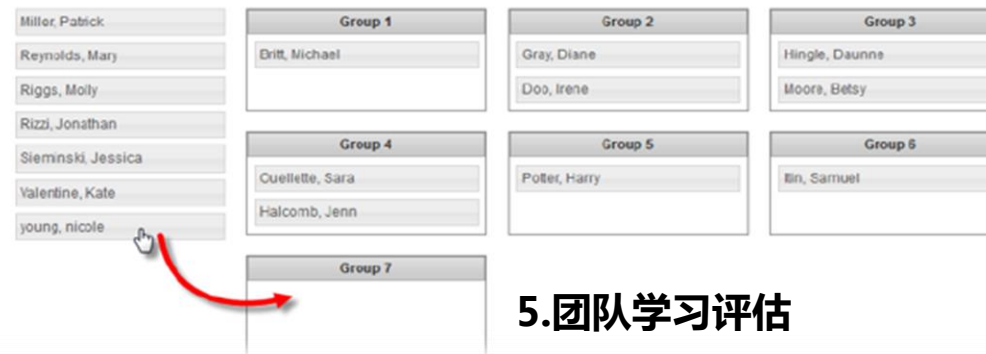 Miller, Patrick
Reynolds, Mary
Riggs, Molly
Rizzi, Jonathan
Sieminski, Jessica
Valentine, Kate
young, nicole
Group 1
Britt, Michael
Group 2
Gray, Diane
Doo, Irene
Group 3
Hingle, Daunne
Moore, Betsy
Group 4
Ouellette, Sara
Halcomb, Jenn
Group 5
Potter, Harry
Group 6
Samuel
Group 7
5.团队学习评估